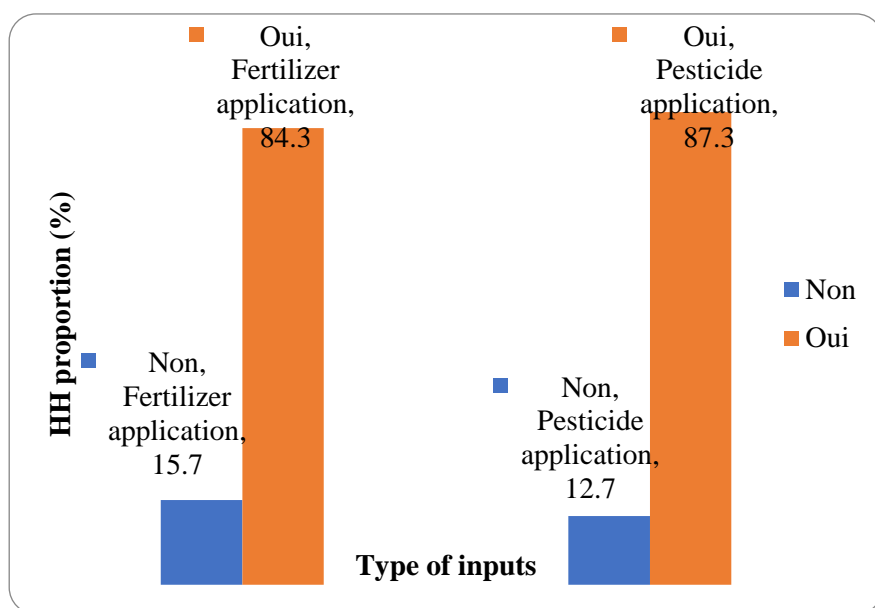 Oui,
Fertilizer
application,
84.3
Oui,
Pesticide
application,
87.3
HH proportion (%)
Non,
Fertilizer
application,
15.7
Non,
Pesticide
application,
12.7
Non
Oui
Type of inputs